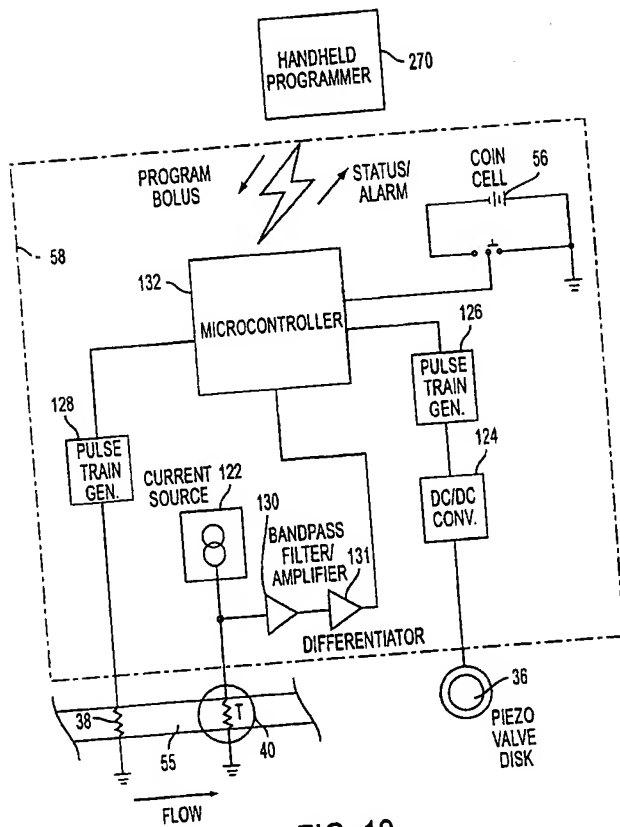 HANDHELD
PROGRAMMER
270
PROGRAM
BOLUS
STATUS/
ALARM
COIN
CELL
56
58
132
MICROCONTROLLER
126
PULSE
TRAIN
GEN.
128
PULSE
TRAIN
GEN.
CURRENT
SOURCE
122
124
DC/DC
CONV.
130
BANDPASS
FILTER/
AMPLIFIER
131
DIFFERENTIATOR
38
55
T
40
36
PIEZO
VALVE
DISK
FLOW